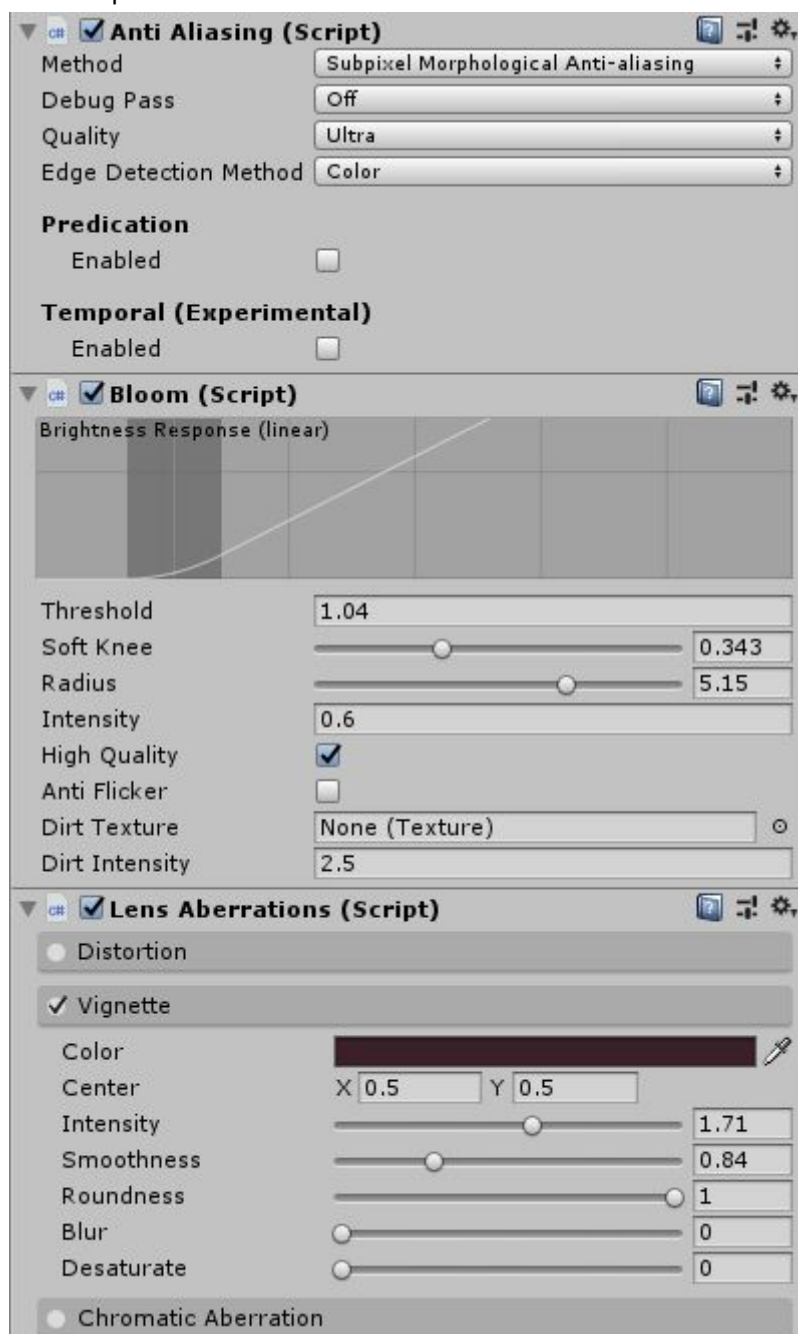 Anti Aliasing (Script)
Method Subpixel Morphological Anti-aliasing
Debug Pass Off
Quality Ultra
Edge Detection Method Color
Predication
Enabled
Temporal (Experimental)
Enabled
Bloom (Script)
Brightness Response (linear)
Threshold 1.04
Soft Knee 0.343
Radius 5.15
Intensity 0.6
High Quality
Anti Flicker
Dirt Texture None (Texture)
Dirt Intensity 2.5
Lens Aberrations (Script)
Distortion
Vignette
Color
Center X 0.5 Y 0.5
Intensity 1.71
Smoothness 0.84
Roundness 1
Blur 0
Desaturate 0
Chromatic Aberration